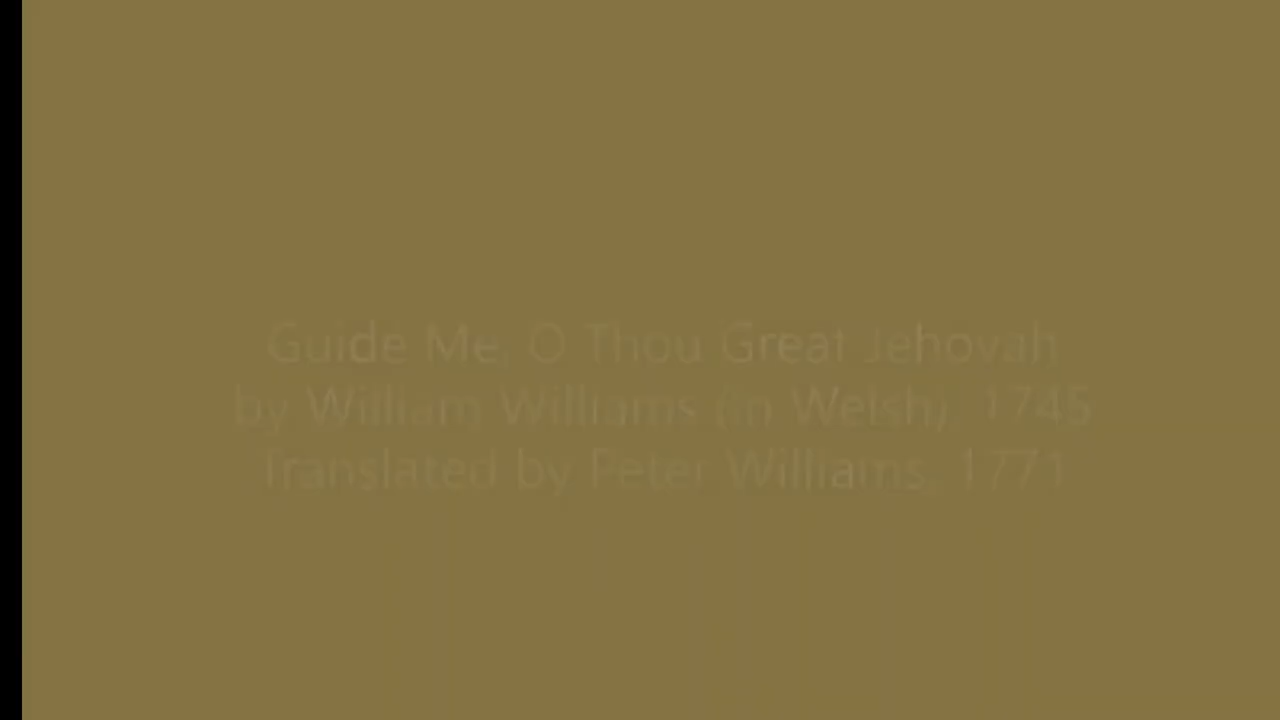 Guide Me, O Thou Great Jehovah
by William Williams (in Welsh), 1745
Translated by Peter Williams, 1771